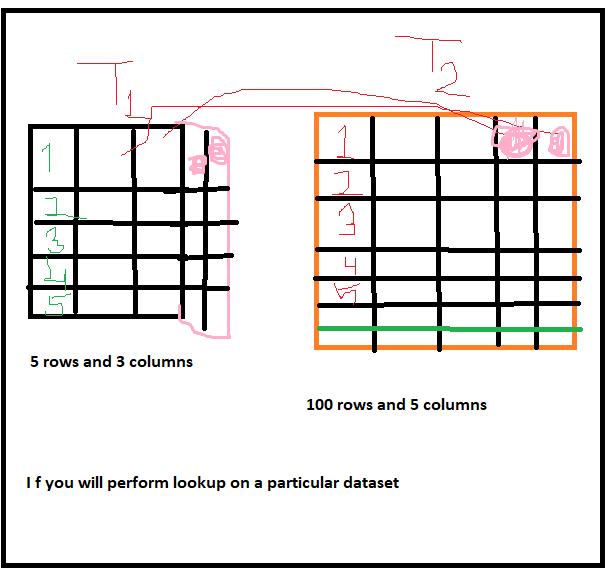 T1
T2
1
2
3
4
5
1
2
3
4
5
5 rows and 3 columns
100 rows and 5 columns
I f you will perform lookup on a particular dataset